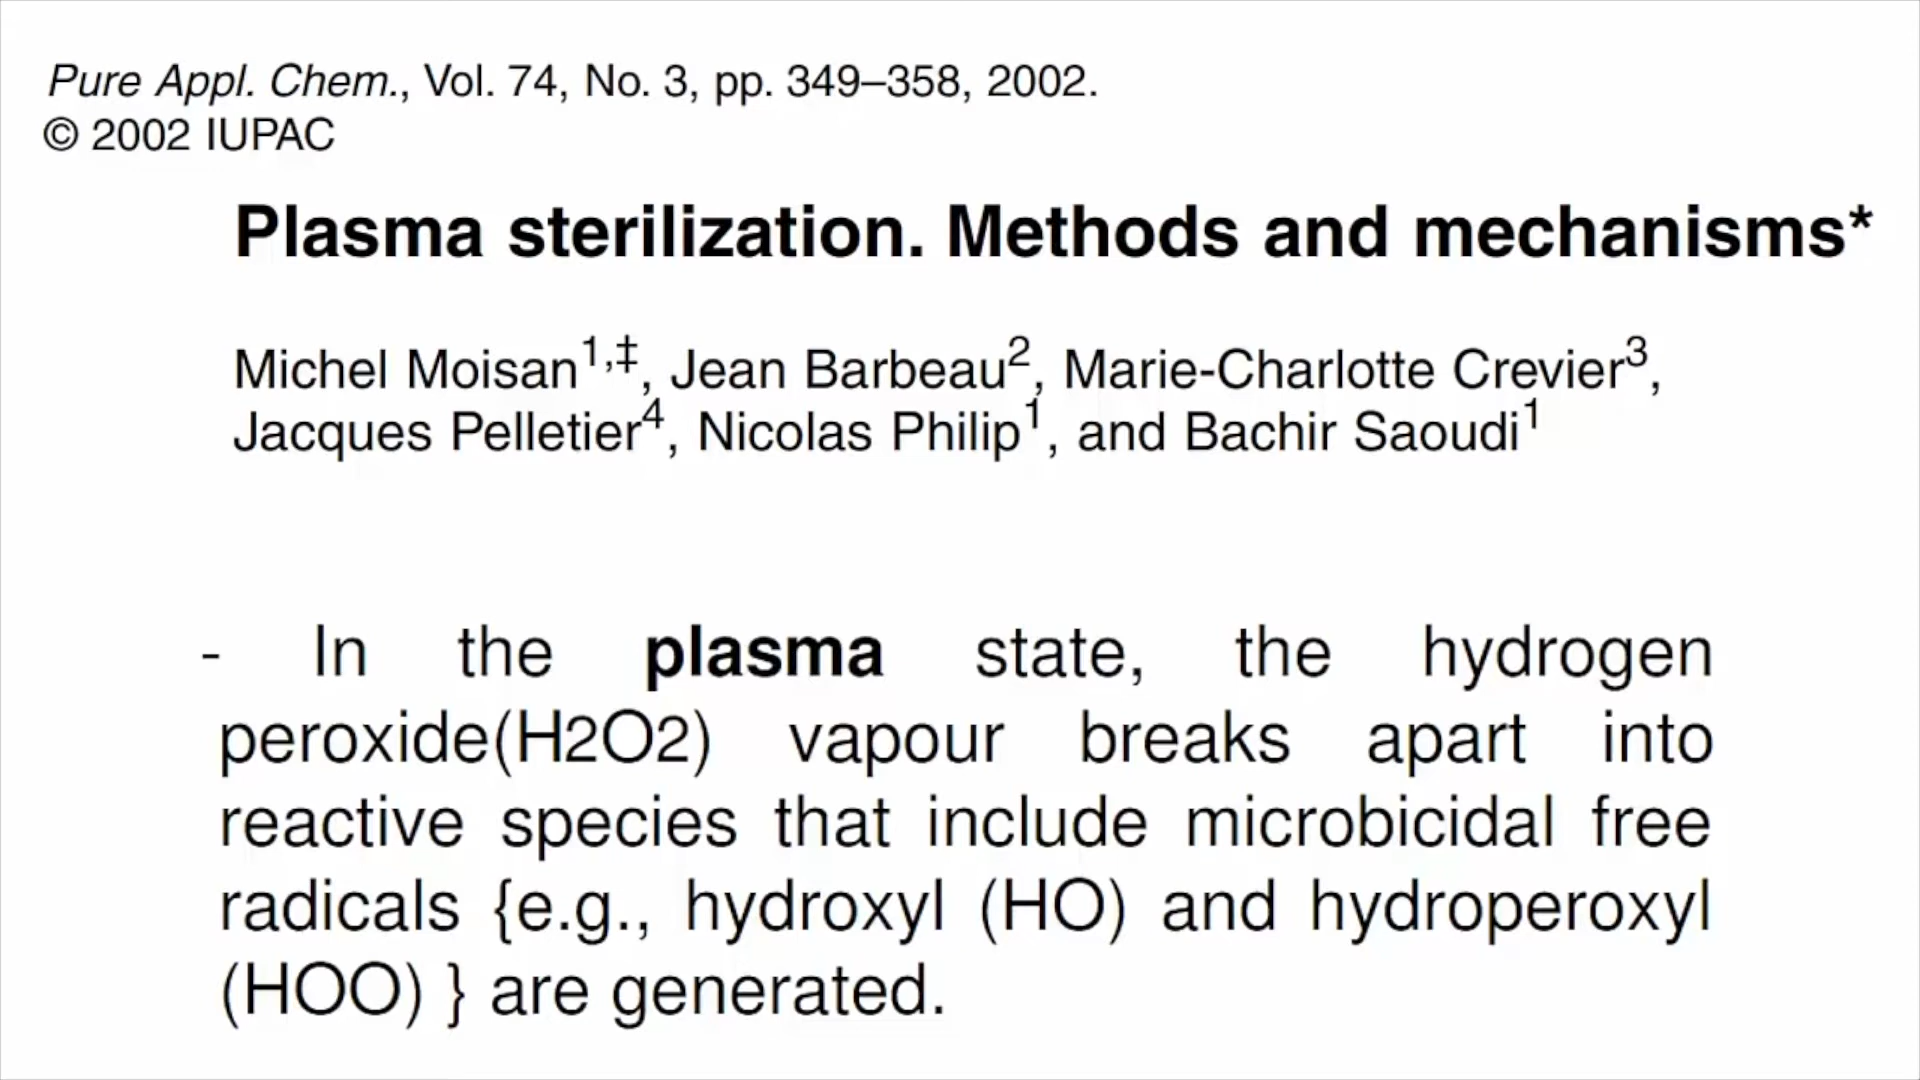 Pure Appl. Chem., Vol. 74, No. 3, pp. 349–358, 2002.
© 2002 IUPAC
Plasma sterilization. Methods and mechanisms*
Michel Moisan1,‡, Jean Barbeau2, Marie-Charlotte Crevier3,
Jacques Pelletier4, Nicolas Philip1, and Bachir Saoudi1
- In the plasma state, the hydrogen
peroxide(H2O2) vapour breaks apart into
reactive species that include microbicidal free
radicals {e.g., hydroxyl (HO) and hydroperoxyl
(HOO) } are generated.